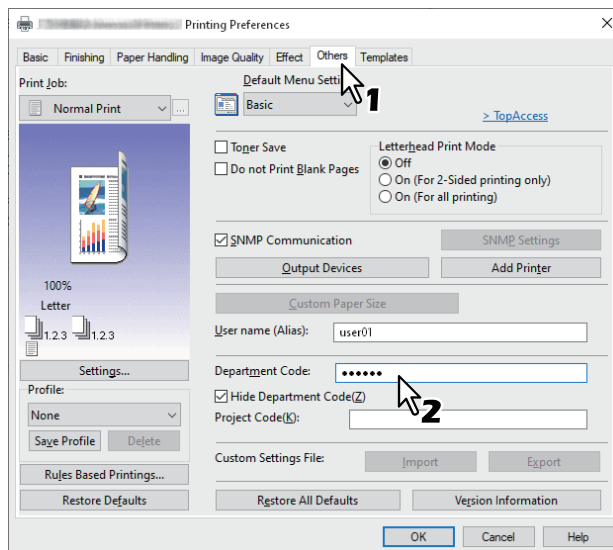 Printing Preferences
Basic Finishing Paper Handling Image Quality Effect Others Templates
Print Job:
Normal Print
...
100%
Letter
1.2.3 1.2.3
Settings...
Profile:
None
Save Profile Delete
Rules Based Printings...
Restore Defaults
Default Menu Setti
1
Basic
> TopAccess
Toner Save
Do not Print Blank Pages
Letterhead Print Mode
Off
On (For 2-Sided printing only)
On (For all printing)
SNMP Communication
SNMP Settings
Output Devices
Add Printer
Custom Paper Size
User name (Alias): user01
Department Code: ••••••
2
Hide Department Code(Z)
Project Code(K):
Custom Settings File: Import Export
Restore All Defaults Version Information
OK Cancel Help